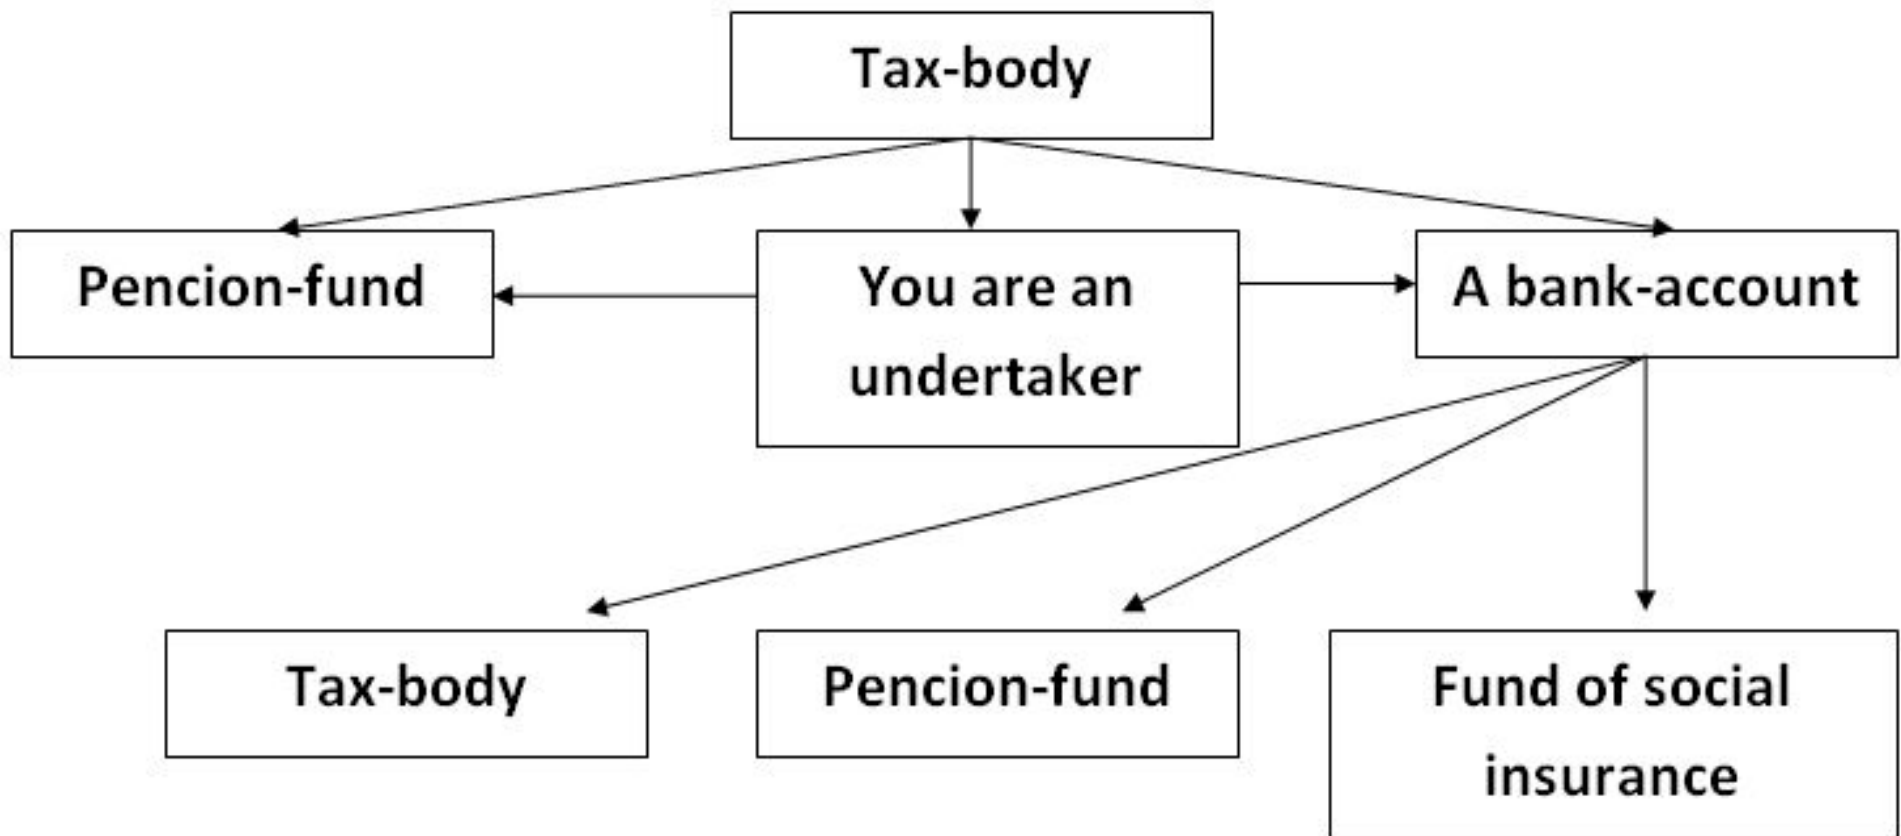 Tax-body
Pencion-fund
You are an
undertaker
A bank-account
Tax-body
Pencion-fund
Fund of social
insurance